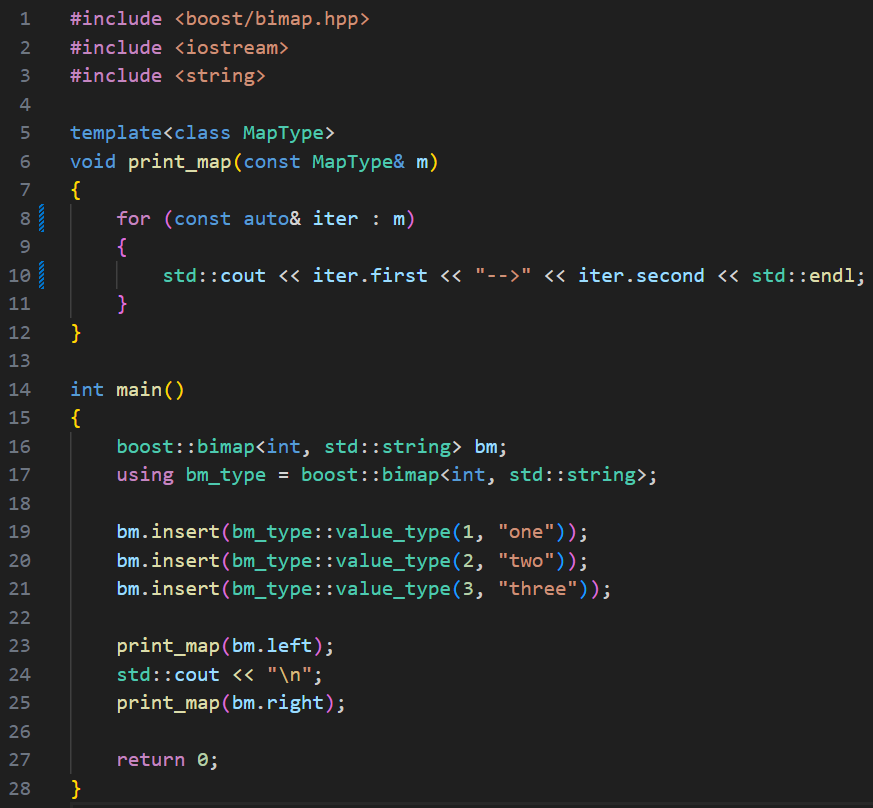 1 #include <boost/bimap.hpp>
2 #include <iostream>
3 #include <string>
4
5 template<class MapType>
6 void print_map(const MapType& m)
7 {
8     for (const auto& iter : m)
9     {
10         std::cout << iter.first << "-->" << iter.second << std::endl;
11     }
12 }
13
14 int main()
15 {
16     boost::bimap<int, std::string> bm;
17     using bm_type = boost::bimap<int, std::string>;
18
19     bm.insert(bm_type::value_type(1, "one"));
20     bm.insert(bm_type::value_type(2, "two"));
21     bm.insert(bm_type::value_type(3, "three"));
22
23     print_map(bm.left);
24     std::cout << "\n";
25     print_map(bm.right);
26
27     return 0;
28 }